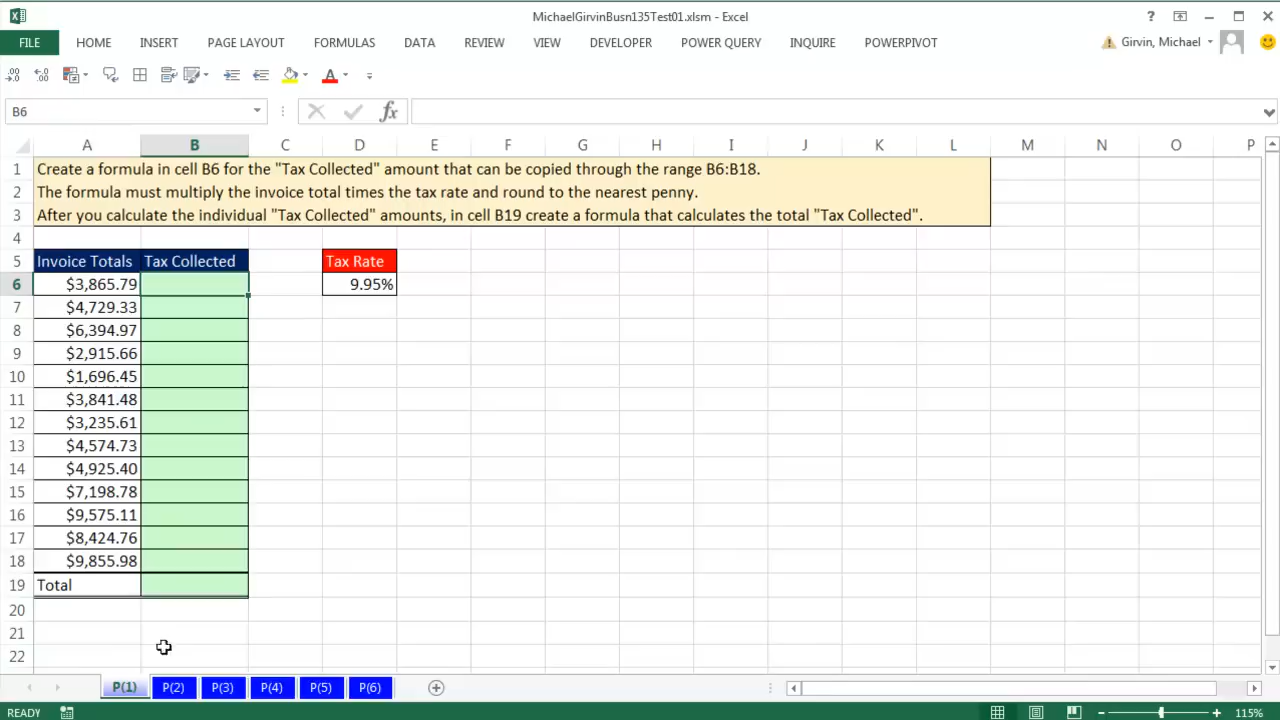 MichaelGirvinBusn135Test01.xlsm - Excel
FILE HOME INSERT PAGE LAYOUT FORMULAS DATA REVIEW VIEW DEVELOPER POWER QUERY INQUIRE POWERPIVOT Girvin, Michael
B6 fx
A B C D E F G H I J K L M N O P
1 Create a formula in cell B6 for the "Tax Collected" amount that can be copied through the range B6:B18.
2 The formula must multiply the invoice total times the tax rate and round to the nearest penny.
3 After you calculate the individual "Tax Collected" amounts, in cell B19 create a formula that calculates the total "Tax Collected".
4
5 Invoice Totals Tax Collected Tax Rate
6 $3,865.79 9.95%
7 $4,729.33
8 $6,394.97
9 $2,915.66
10 $1,696.45
11 $3,841.48
12 $3,235.61
13 $4,574.73
14 $4,925.40
15 $7,198.78
16 $9,575.11
17 $8,424.76
18 $9,855.98
19 Total
20
21
22
P(1) P(2) P(3) P(4) P(5) P(6)
READY 115%